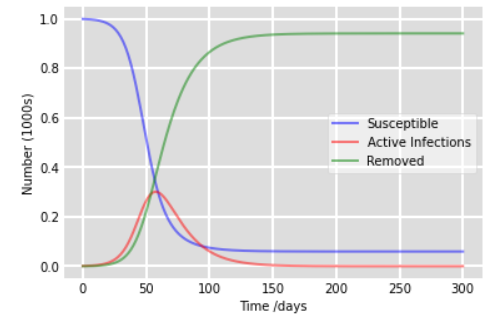 1.0
0.8
0.6
0.4
0.2
0.0
Number (1000s)
Susceptible
Active Infections
Removed
0 50 100 150 200 250 300
Time /days